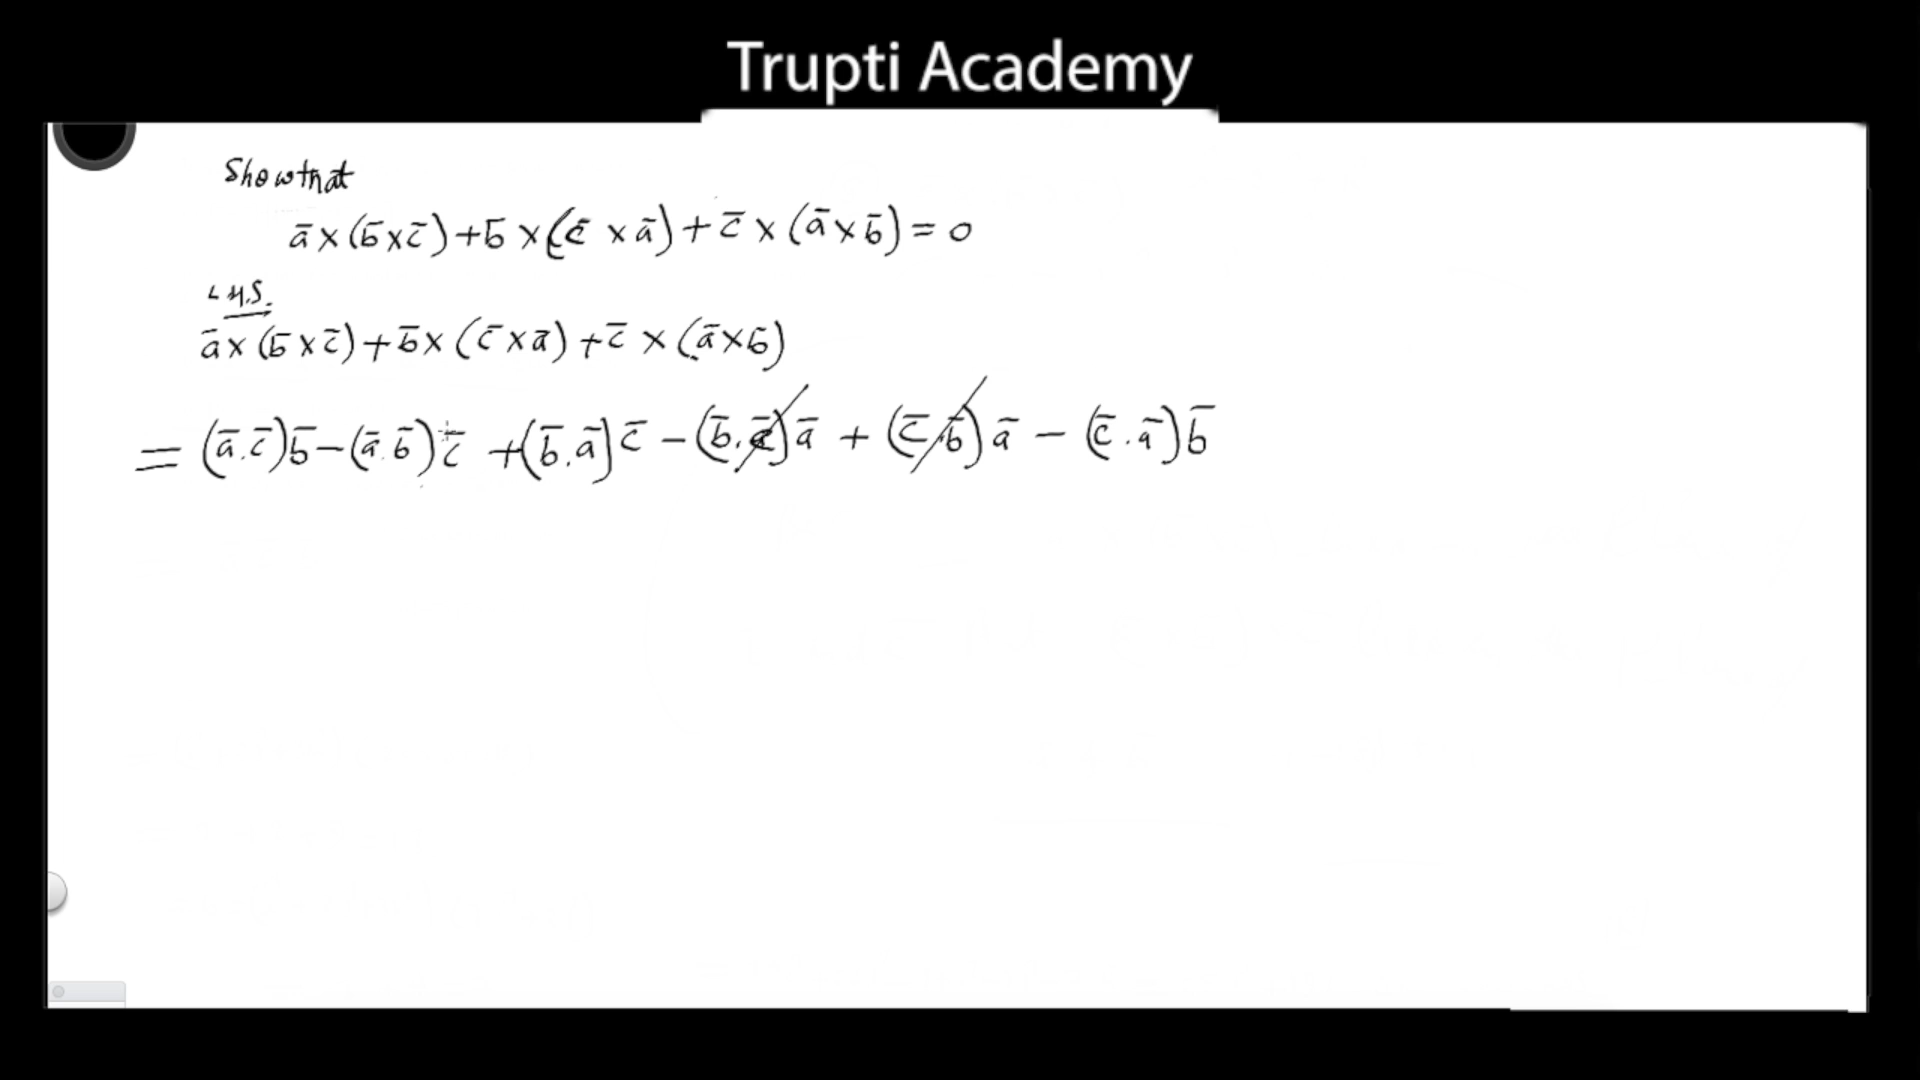 Trupti Academy
Show that
ā × (b̄ × c̄) + b̄ × (c̄ × ā) + c̄ × (ā × b̄) = 0
L.H.S.
ā × (b̄ × c̄) + b̄ × (c̄ × ā) + c̄ × (ā × b̄)
= (ā.c̄)b̄ − (ā.b̄)c̄ + (b̄.ā)c̄ − (b̄.c̄)ā + (c̄.b̄)ā − (c̄.ā)b̄